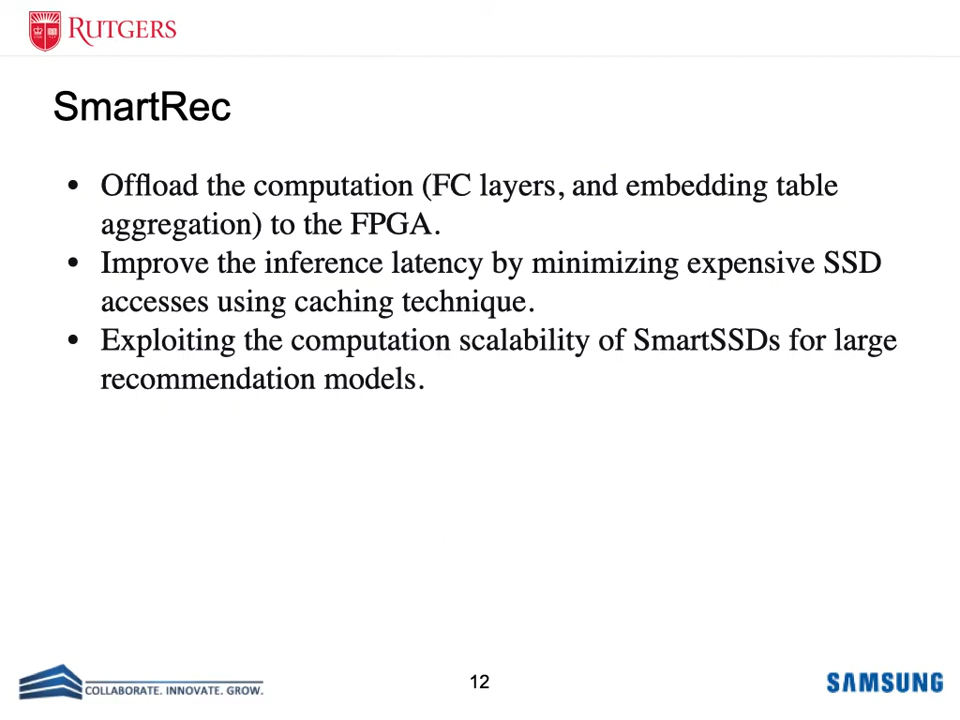 RUTGERS
SmartRec
• Offload the computation (FC layers, and embedding table
aggregation) to the FPGA.
• Improve the inference latency by minimizing expensive SSD
accesses using caching technique.
• Exploiting the computation scalability of SmartSSDs for large
recommendation models.
COLLABORATE. INNOVATE. GROW.
12
SAMSUNG